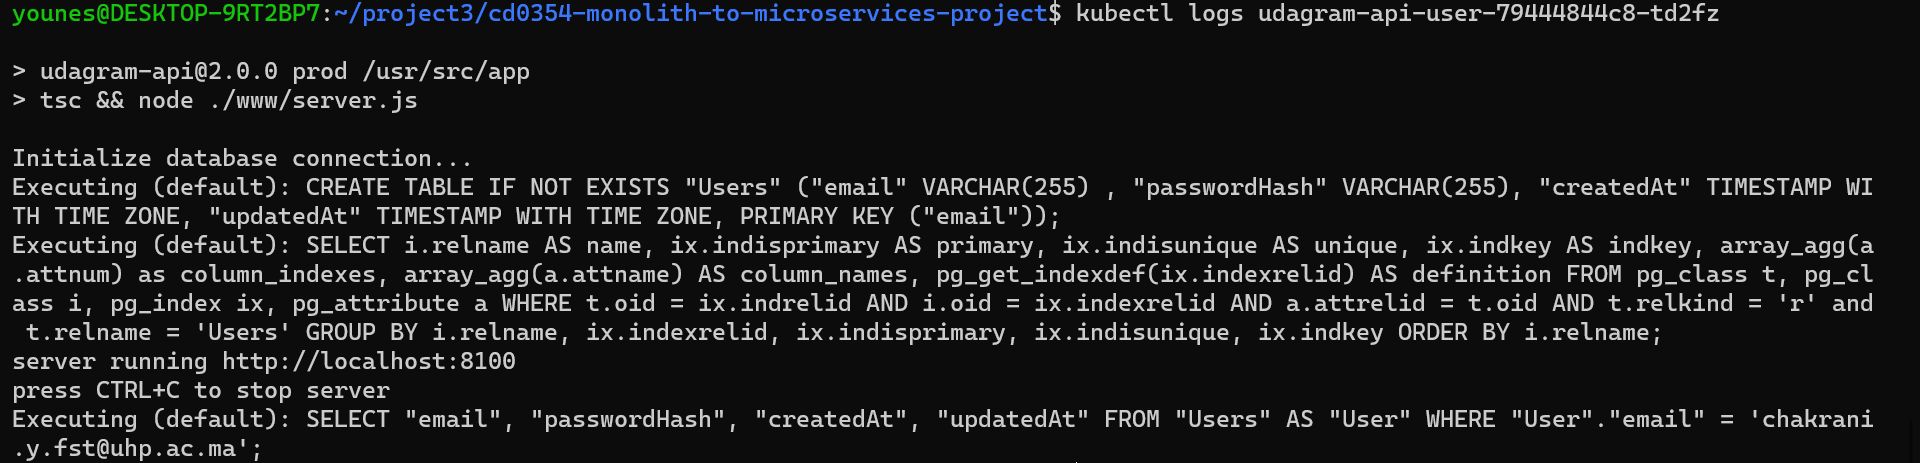 younes@DESKTOP-9RT2BP7:~/project3/cd0354-monolith-to-microservices-project$ kubectl logs udagram-api-user-79444844c8-td2fz
> udagram-api@2.0.0 prod /usr/src/app
> tsc && node ./www/server.js
Initialize database connection...
Executing (default): CREATE TABLE IF NOT EXISTS "Users" ("email" VARCHAR(255) , "passwordHash" VARCHAR(255), "createdAt" TIMESTAMP WI
TH TIME ZONE, "updatedAt" TIMESTAMP WITH TIME ZONE, PRIMARY KEY ("email"));
Executing (default): SELECT i.relname AS name, ix.indisprimary AS primary, ix.indisunique AS unique, ix.indkey AS indkey, array_agg(a
.attnum) as column_indexes, array_agg(a.attname) AS column_names, pg_get_indexdef(ix.indexrelid) AS definition FROM pg_class t, pg_cl
ass i, pg_index ix, pg_attribute a WHERE t.oid = ix.indrelid AND i.oid = ix.indexrelid AND a.attrelid = t.oid AND t.relkind = 'r' and
 t.relname = 'Users' GROUP BY i.relname, ix.indexrelid, ix.indisprimary, ix.indisunique, ix.indkey ORDER BY i.relname;
server running http://localhost:8100
press CTRL+C to stop server
Executing (default): SELECT "email", "passwordHash", "createdAt", "updatedAt" FROM "Users" AS "User" WHERE "User"."email" = 'chakrani
.y.fst@uhp.ac.ma';